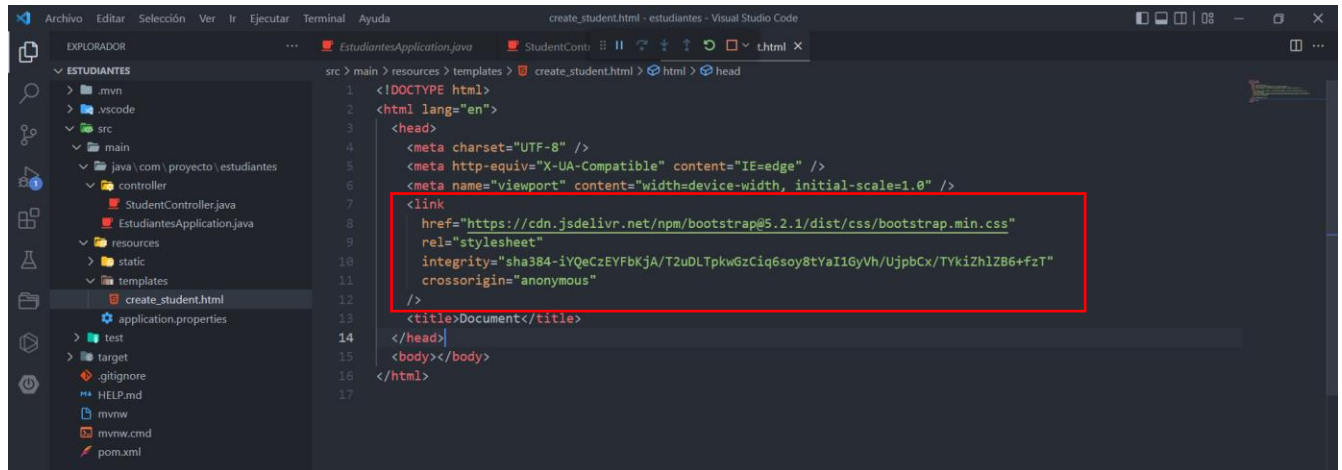 Archivo Editar Selección Ver Ir Ejecutar Terminal Ayuda create_student.html - estudiantes - Visual Studio Code
EXPLORADOR ...
ESTUDIANTES
.mvn
.vscode
src
main
java\com\proyecto\estudiantes
controller
StudentController.java
EstudiantesApplication.java
resources
static
templates
create_student.html
application.properties
test
target
.gitignore
HELP.md
mvnw
mvnw.cmd
pom.xml
1
EstudiantesApplication.java StudentContr t.html
src > main > resources > templates > create_student.html > html > head
1 <!DOCTYPE html>
2 <html lang="en">
3 <head>
4 <meta charset="UTF-8" />
5 <meta http-equiv="X-UA-Compatible" content="IE=edge" />
6 <meta name="viewport" content="width=device-width, initial-scale=1.0" />
7 <link
8 href="https://cdn.jsdelivr.net/npm/bootstrap@5.2.1/dist/css/bootstrap.min.css"
9 rel="stylesheet"
10 integrity="sha384-iYQeCzEYFbKjA/T2uDLTpkwGzCiq6soy8tYaI1GyVh/UjpbCx/TYkiZhlZB6+fzT"
11 crossorigin="anonymous"
12 />
13 <title>Document</title>
14 </head>
15 <body></body>
16 </html>
17